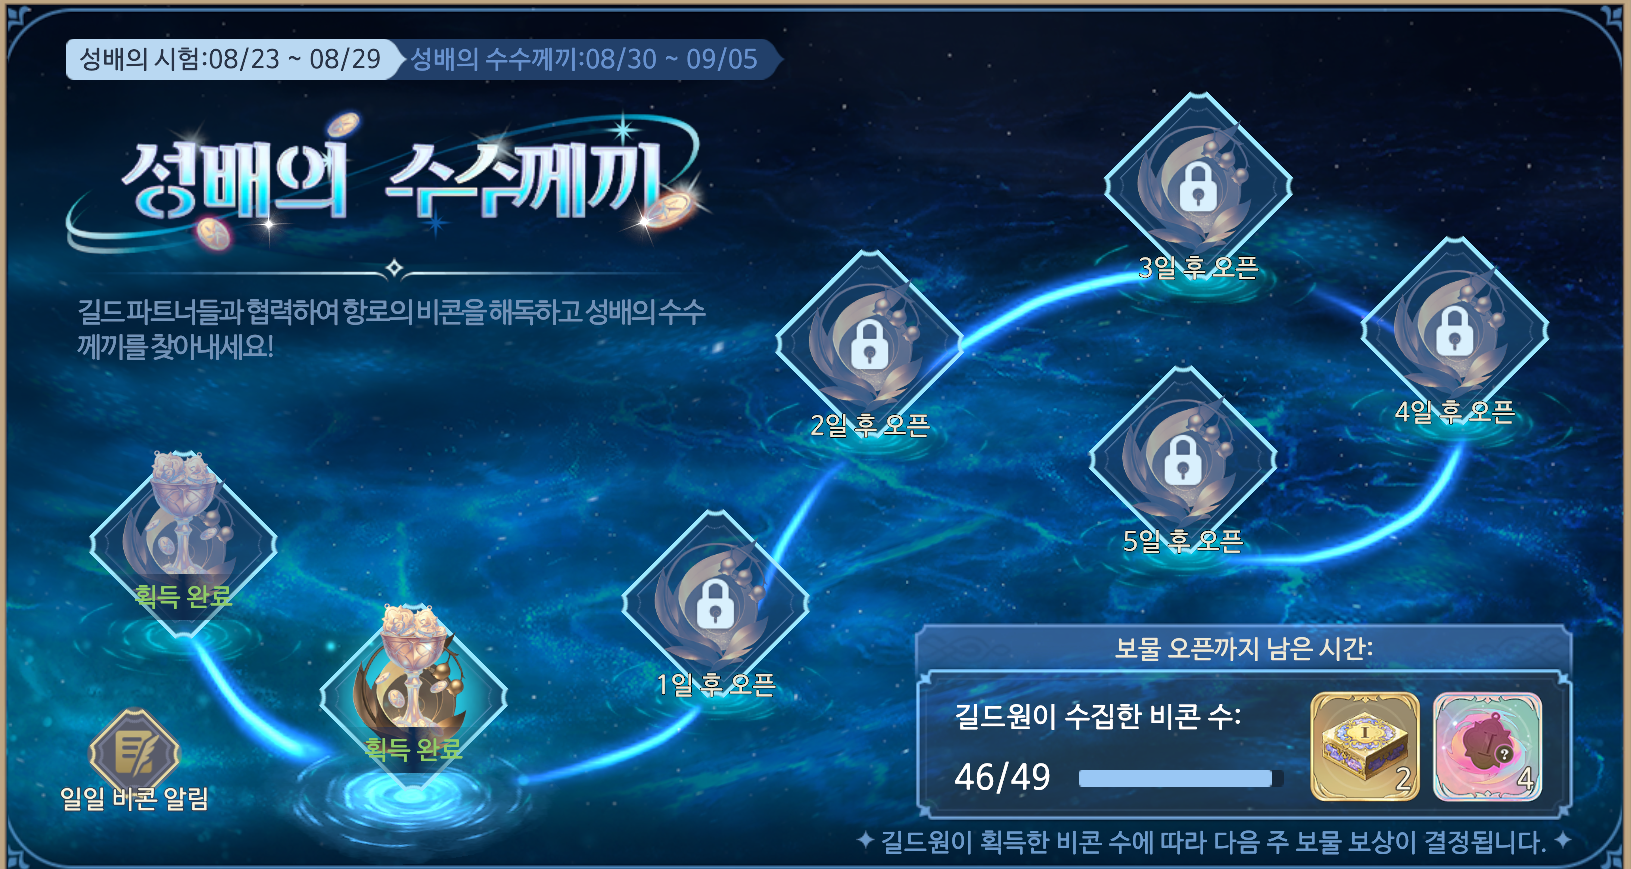 성배의 시험:08/23 ~ 08/29
성배의 수수께끼:08/30 ~ 09/05
성배의 수수께끼
길드 파트너들과 협력하여 항로의 비콘을 해독하고 성배의 수수
께끼를 찾아내세요!
3일 후 오픈
2일 후 오픈
4일 후 오픈
5일 후 오픈
획득 완료
1일 후 오픈
획득 완료
일일 비콘 알림
보물 오픈까지 남은 시간:
길드원이 수집한 비콘 수:
46/49
I
2
?
4
✦ 길드원이 획득한 비콘 수에 따라 다음 주 보물 보상이 결정됩니다. ✦